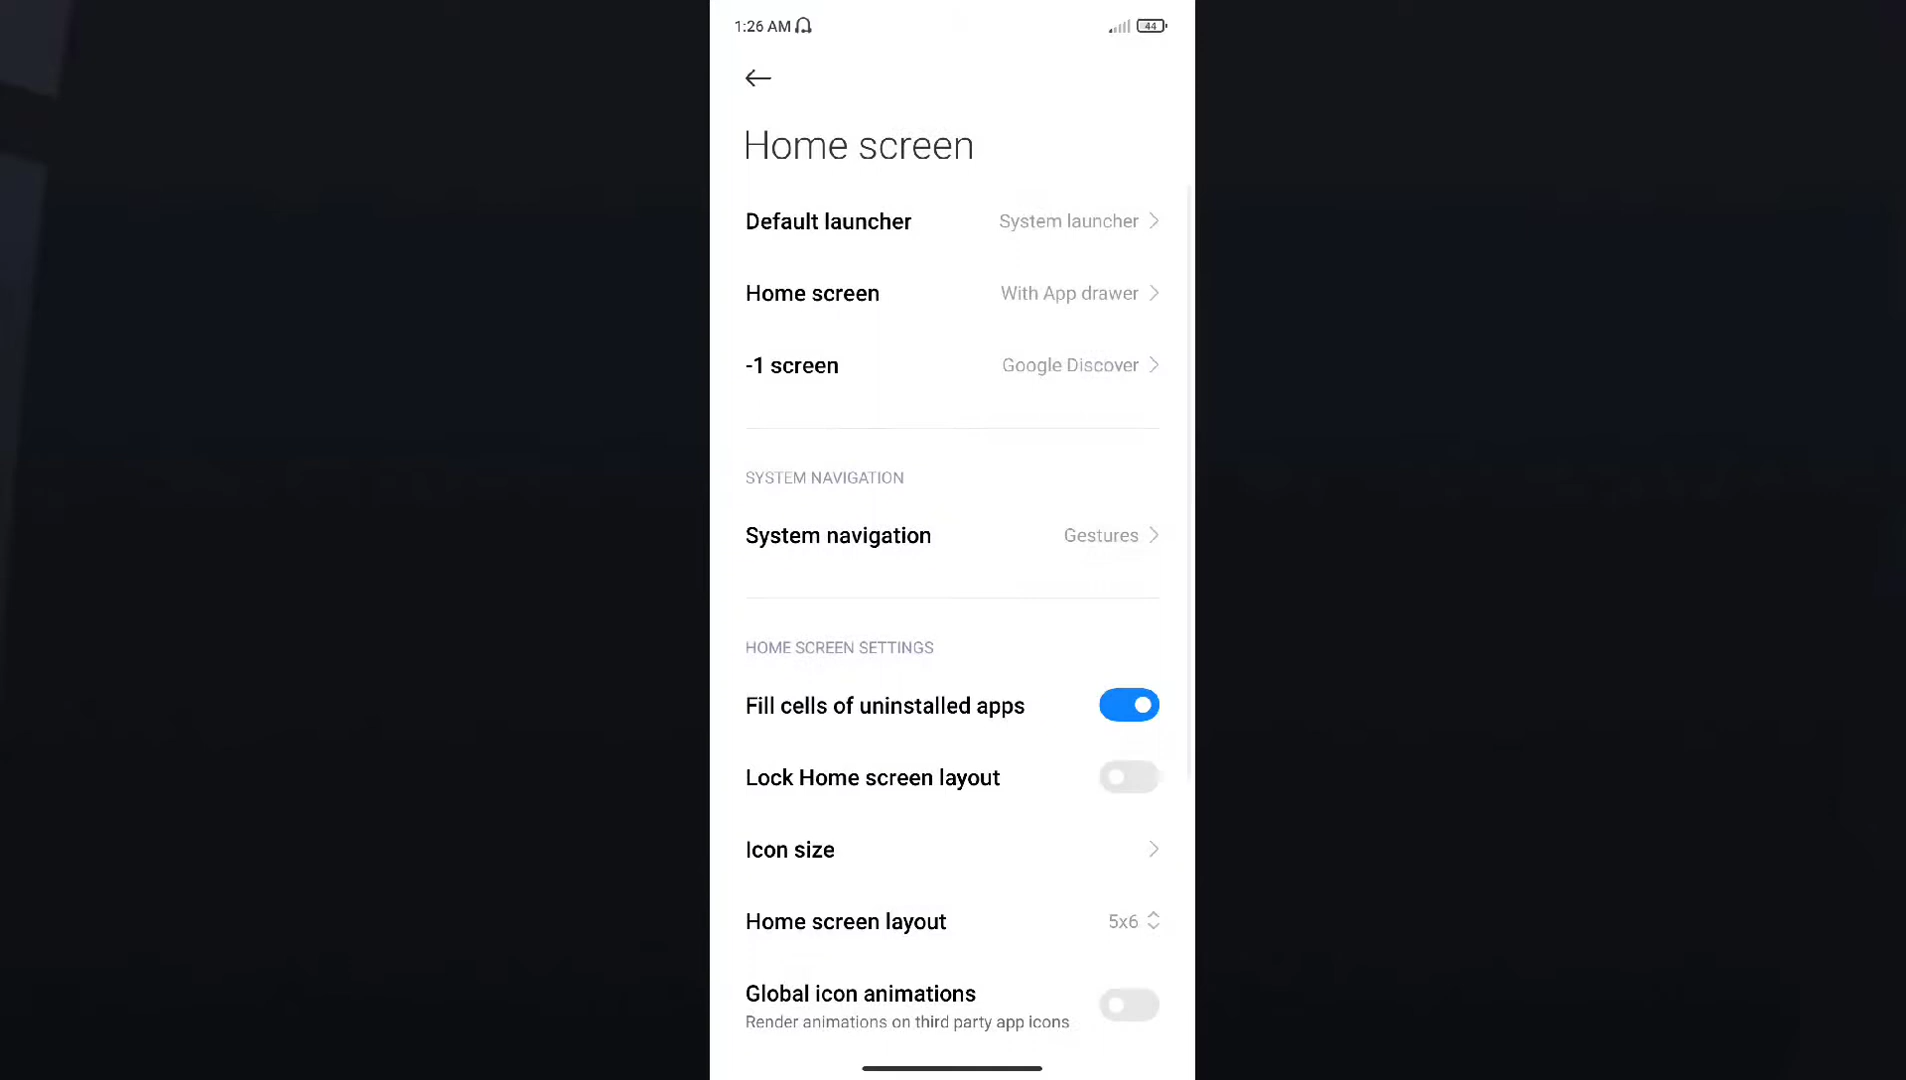 1:26 AM 44
Home screen
Default launcher System launcher
Home screen With App drawer
-1 screen Google Discover
SYSTEM NAVIGATION
System navigation Gestures
HOME SCREEN SETTINGS
Fill cells of uninstalled apps
Lock Home screen layout
Icon size
Home screen layout 5x6
Global icon animations
Render animations on third party app icons